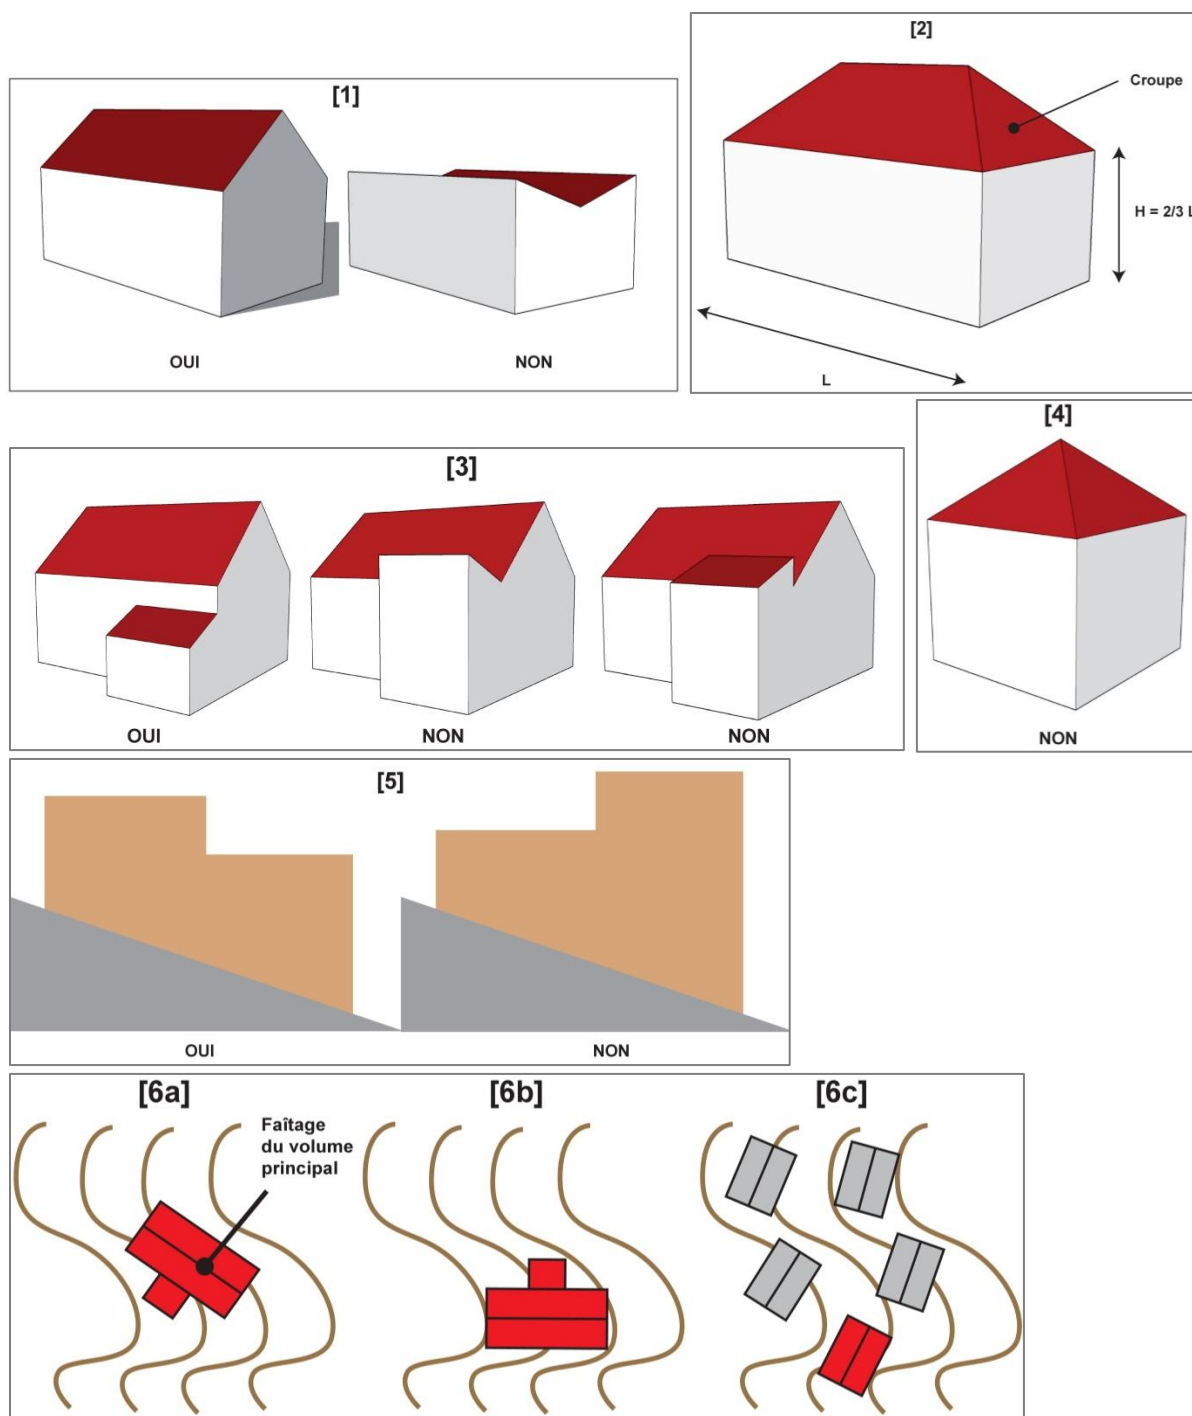 [1]
OUI
NON
[2]
Croupe
H = 2/3 L
L
[3]
OUI
NON
NON
[4]
NON
[5]
OUI
NON
[6a]
Faîtage
du volume
principal
[6b]
[6c]